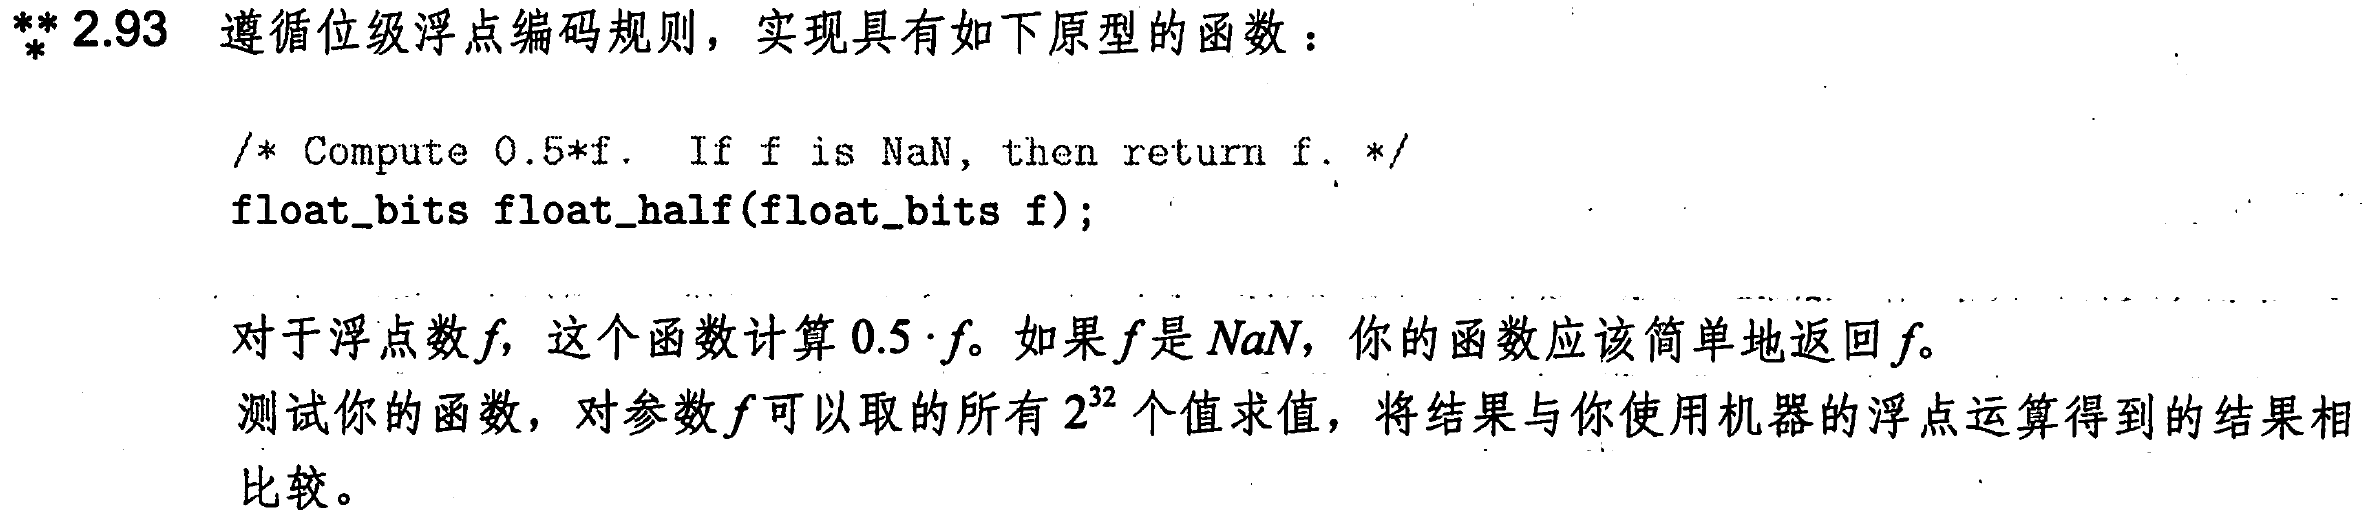 *** 2.93 遵循位级浮点编码规则，实现具有如下原型的函数：
/* Compute 0.5*f. If f is NaN, then return f. */
float_bits float_half(float_bits f);
对于浮点数f，这个函数计算 0.5·f。如果f是 NaN，你的函数应该简单地返回f。
测试你的函数，对参数f可以取的所有 2³² 个值求值，将结果与你使用机器的浮点运算得到的结果相
比较。